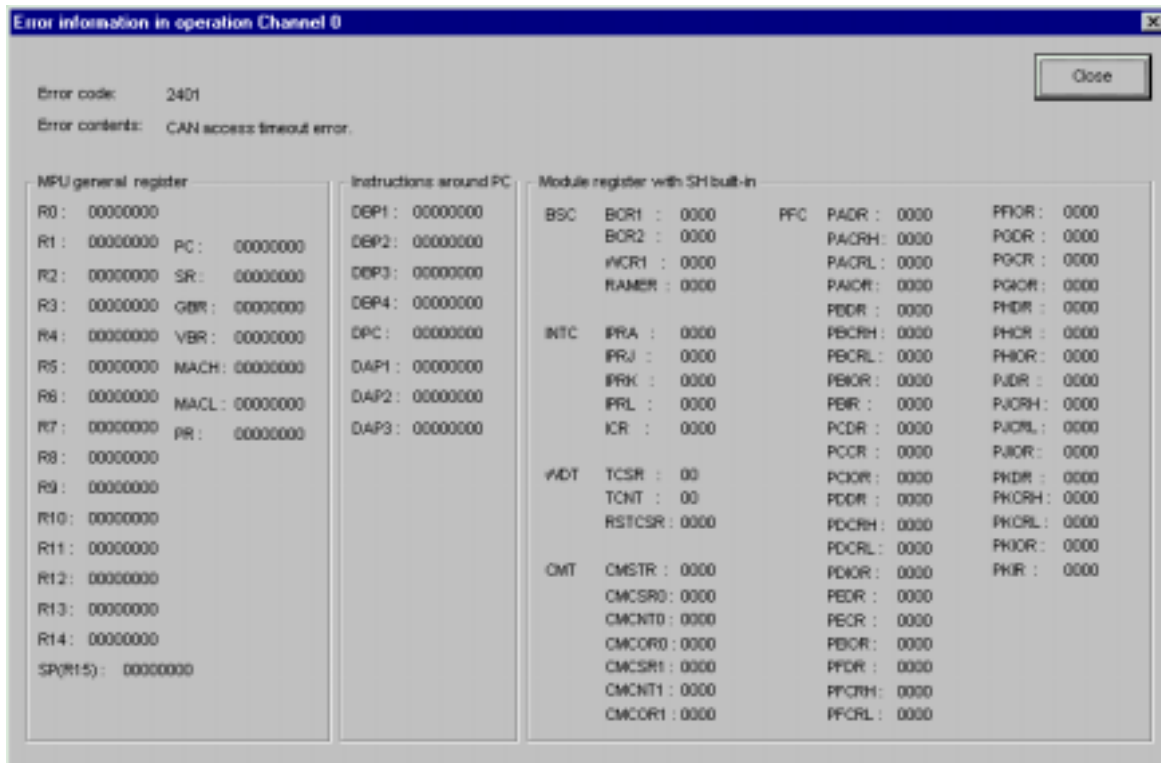 Error information in operation Channel 0
Close
Error code: 2401
Error contents: CAN access timeout error.
MPU general register
R0 : 00000000
R1 : 00000000 PC : 00000000
R2 : 00000000 SR : 00000000
R3 : 00000000 GBR : 00000000
R4 : 00000000 VBR : 00000000
R5 : 00000000 MACH : 00000000
R6 : 00000000 MACL : 00000000
R7 : 00000000 PR : 00000000
R8 : 00000000
R9 : 00000000
R10 : 00000000
R11 : 00000000
R12 : 00000000
R13 : 00000000
R14 : 00000000
SP(R15) : 00000000
Instructions around PC
DBP1 : 00000000
DBP2 : 00000000
DBP3 : 00000000
DBP4 : 00000000
DPC : 00000000
DAP1 : 00000000
DAP2 : 00000000
DAP3 : 00000000
Module register with SH built-in
BSC BCR1 : 0000
BCR2 : 0000
WCR1 : 0000
RAMER : 0000
INTC IPRA : 0000
IPRJ : 0000
IPRK : 0000
IPRL : 0000
ICR : 0000
WDT TCSR : 00
TCNT : 00
RSTCSR : 0000
CMT CMSTR : 0000
CMCSR0 : 0000
CMCNT0 : 0000
CMCOR0 : 0000
CMCSR1 : 0000
CMCNT1 : 0000
CMCOR1 : 0000
PFC PADR : 0000
PACRH : 0000
PACRL : 0000
PAIOR : 0000
PBDR : 0000
PBCRH : 0000
PBCRL : 0000
PBIOR : 0000
PBIR : 0000
PCDR : 0000
PCCR : 0000
PCIOR : 0000
PDDR : 0000
PDCRH : 0000
PDCRL : 0000
PDIOR : 0000
PEDR : 0000
PECR : 0000
PEIOR : 0000
PFDR : 0000
PFCRH : 0000
PFCRL : 0000
PFIOR : 0000
PGDR : 0000
PGCR : 0000
PGIOR : 0000
PHDR : 0000
PHCR : 0000
PHIOR : 0000
PJDR : 0000
PJCRH : 0000
PJCRL : 0000
PJIOR : 0000
PKDR : 0000
PKCRH : 0000
PKCRL : 0000
PKIOR : 0000
PKIR : 0000